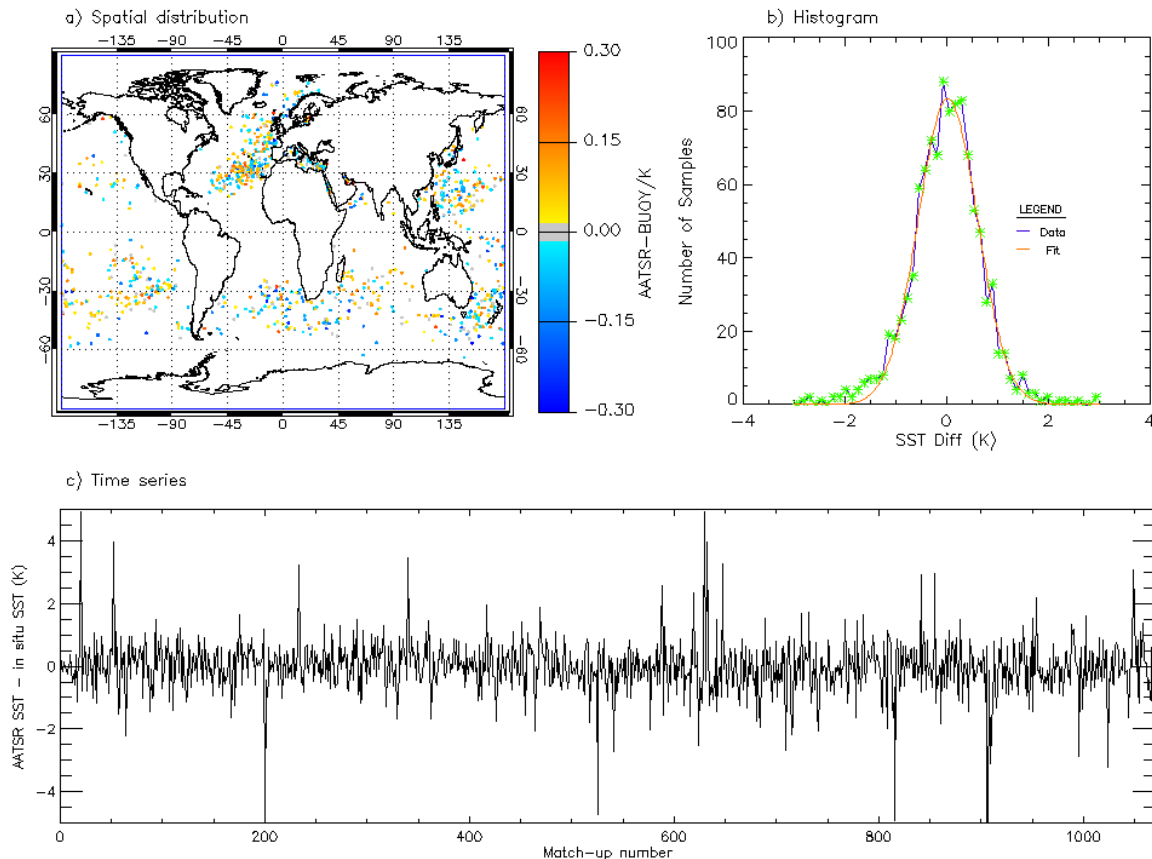 a) Spatial distribution
-135 -90 -45 0 45 90 135
60 60
30 30
0 0
-30 -30
-60 -60
-135 -90 -45 0 45 90 135
0.30
0.15
0.00
-0.15
-0.30
AATSR-BUOY/K
b) Histogram
100
80
60
40
20
0
Number of Samples
LEGEND
Data
Fit
-4 -2 0 2 4
SST Diff (K)
c) Time series
4
2
0
-2
-4
AATSR SST - in situ SST (K)
0 200 400 600 800 1000
Match-up number